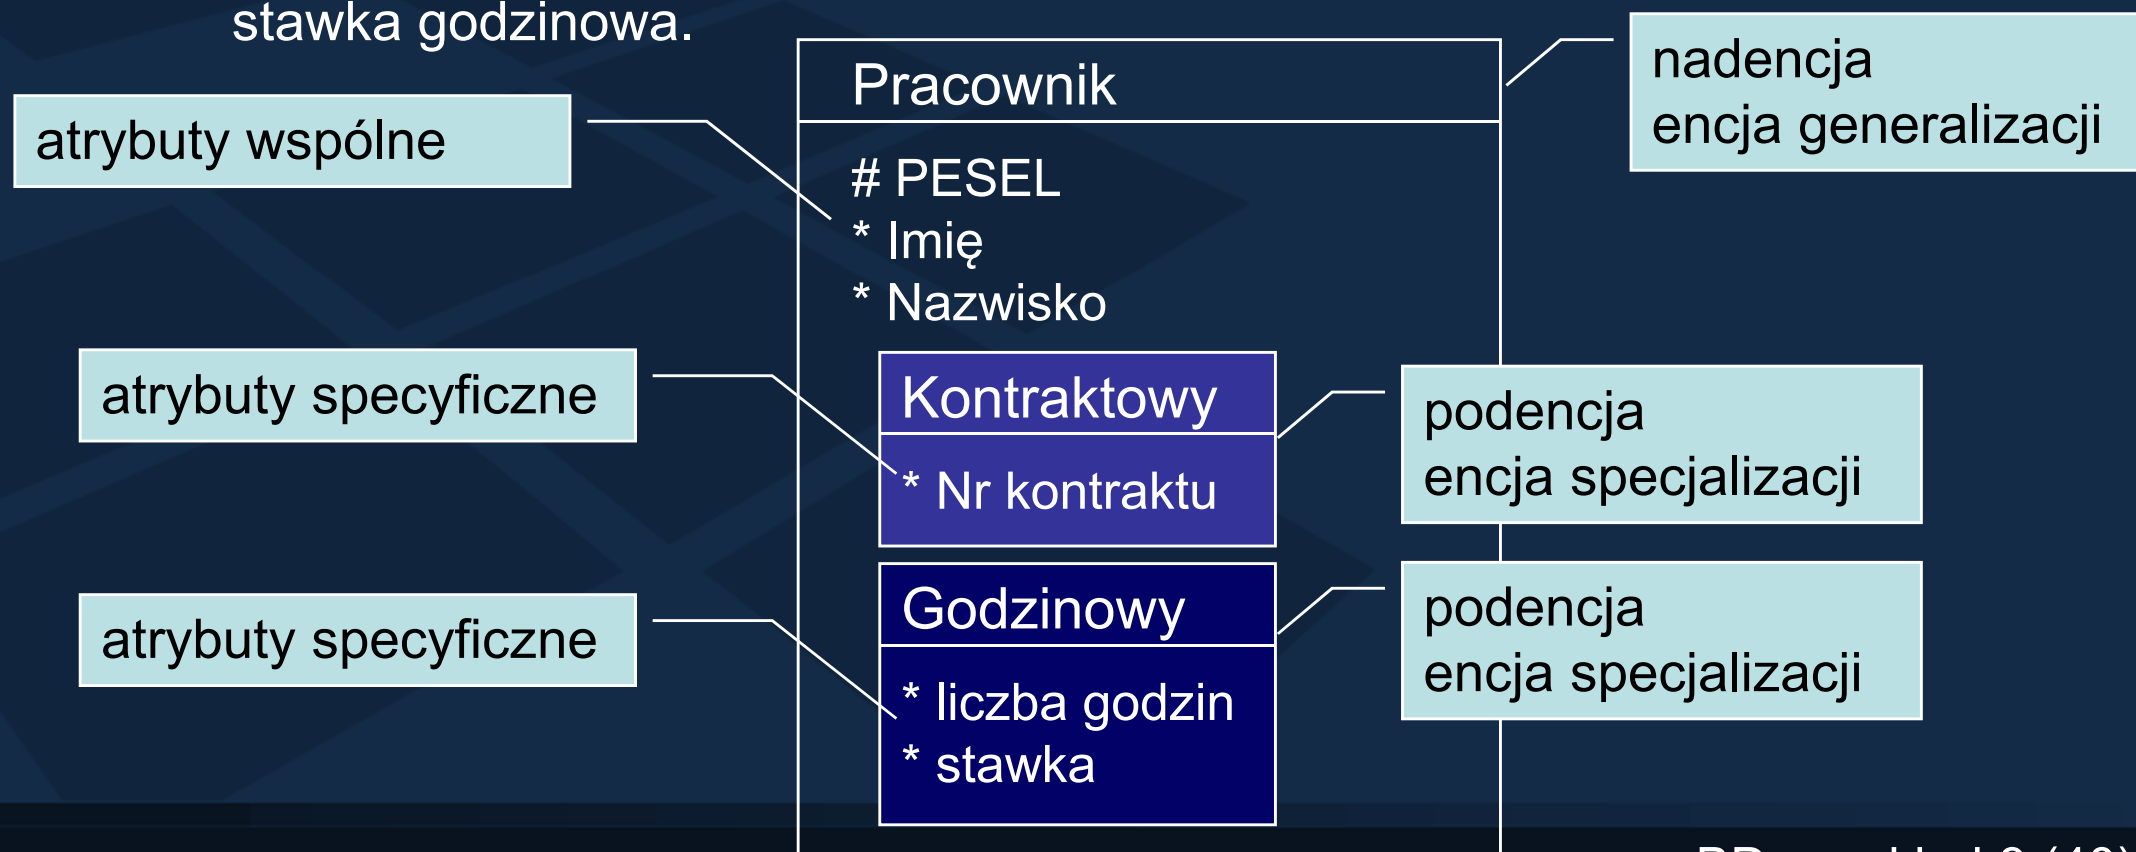 stawka godzinowa.
Pracownik
nadencja
encja generalizacji
atrybuty wspólne
# PESEL
* Imię
* Nazwisko
atrybuty specyficzne
Kontraktowy
* Nr kontraktu
podencja
encja specjalizacji
atrybuty specyficzne
Godzinowy
* liczba godzin
* stawka
podencja
encja specjalizacji